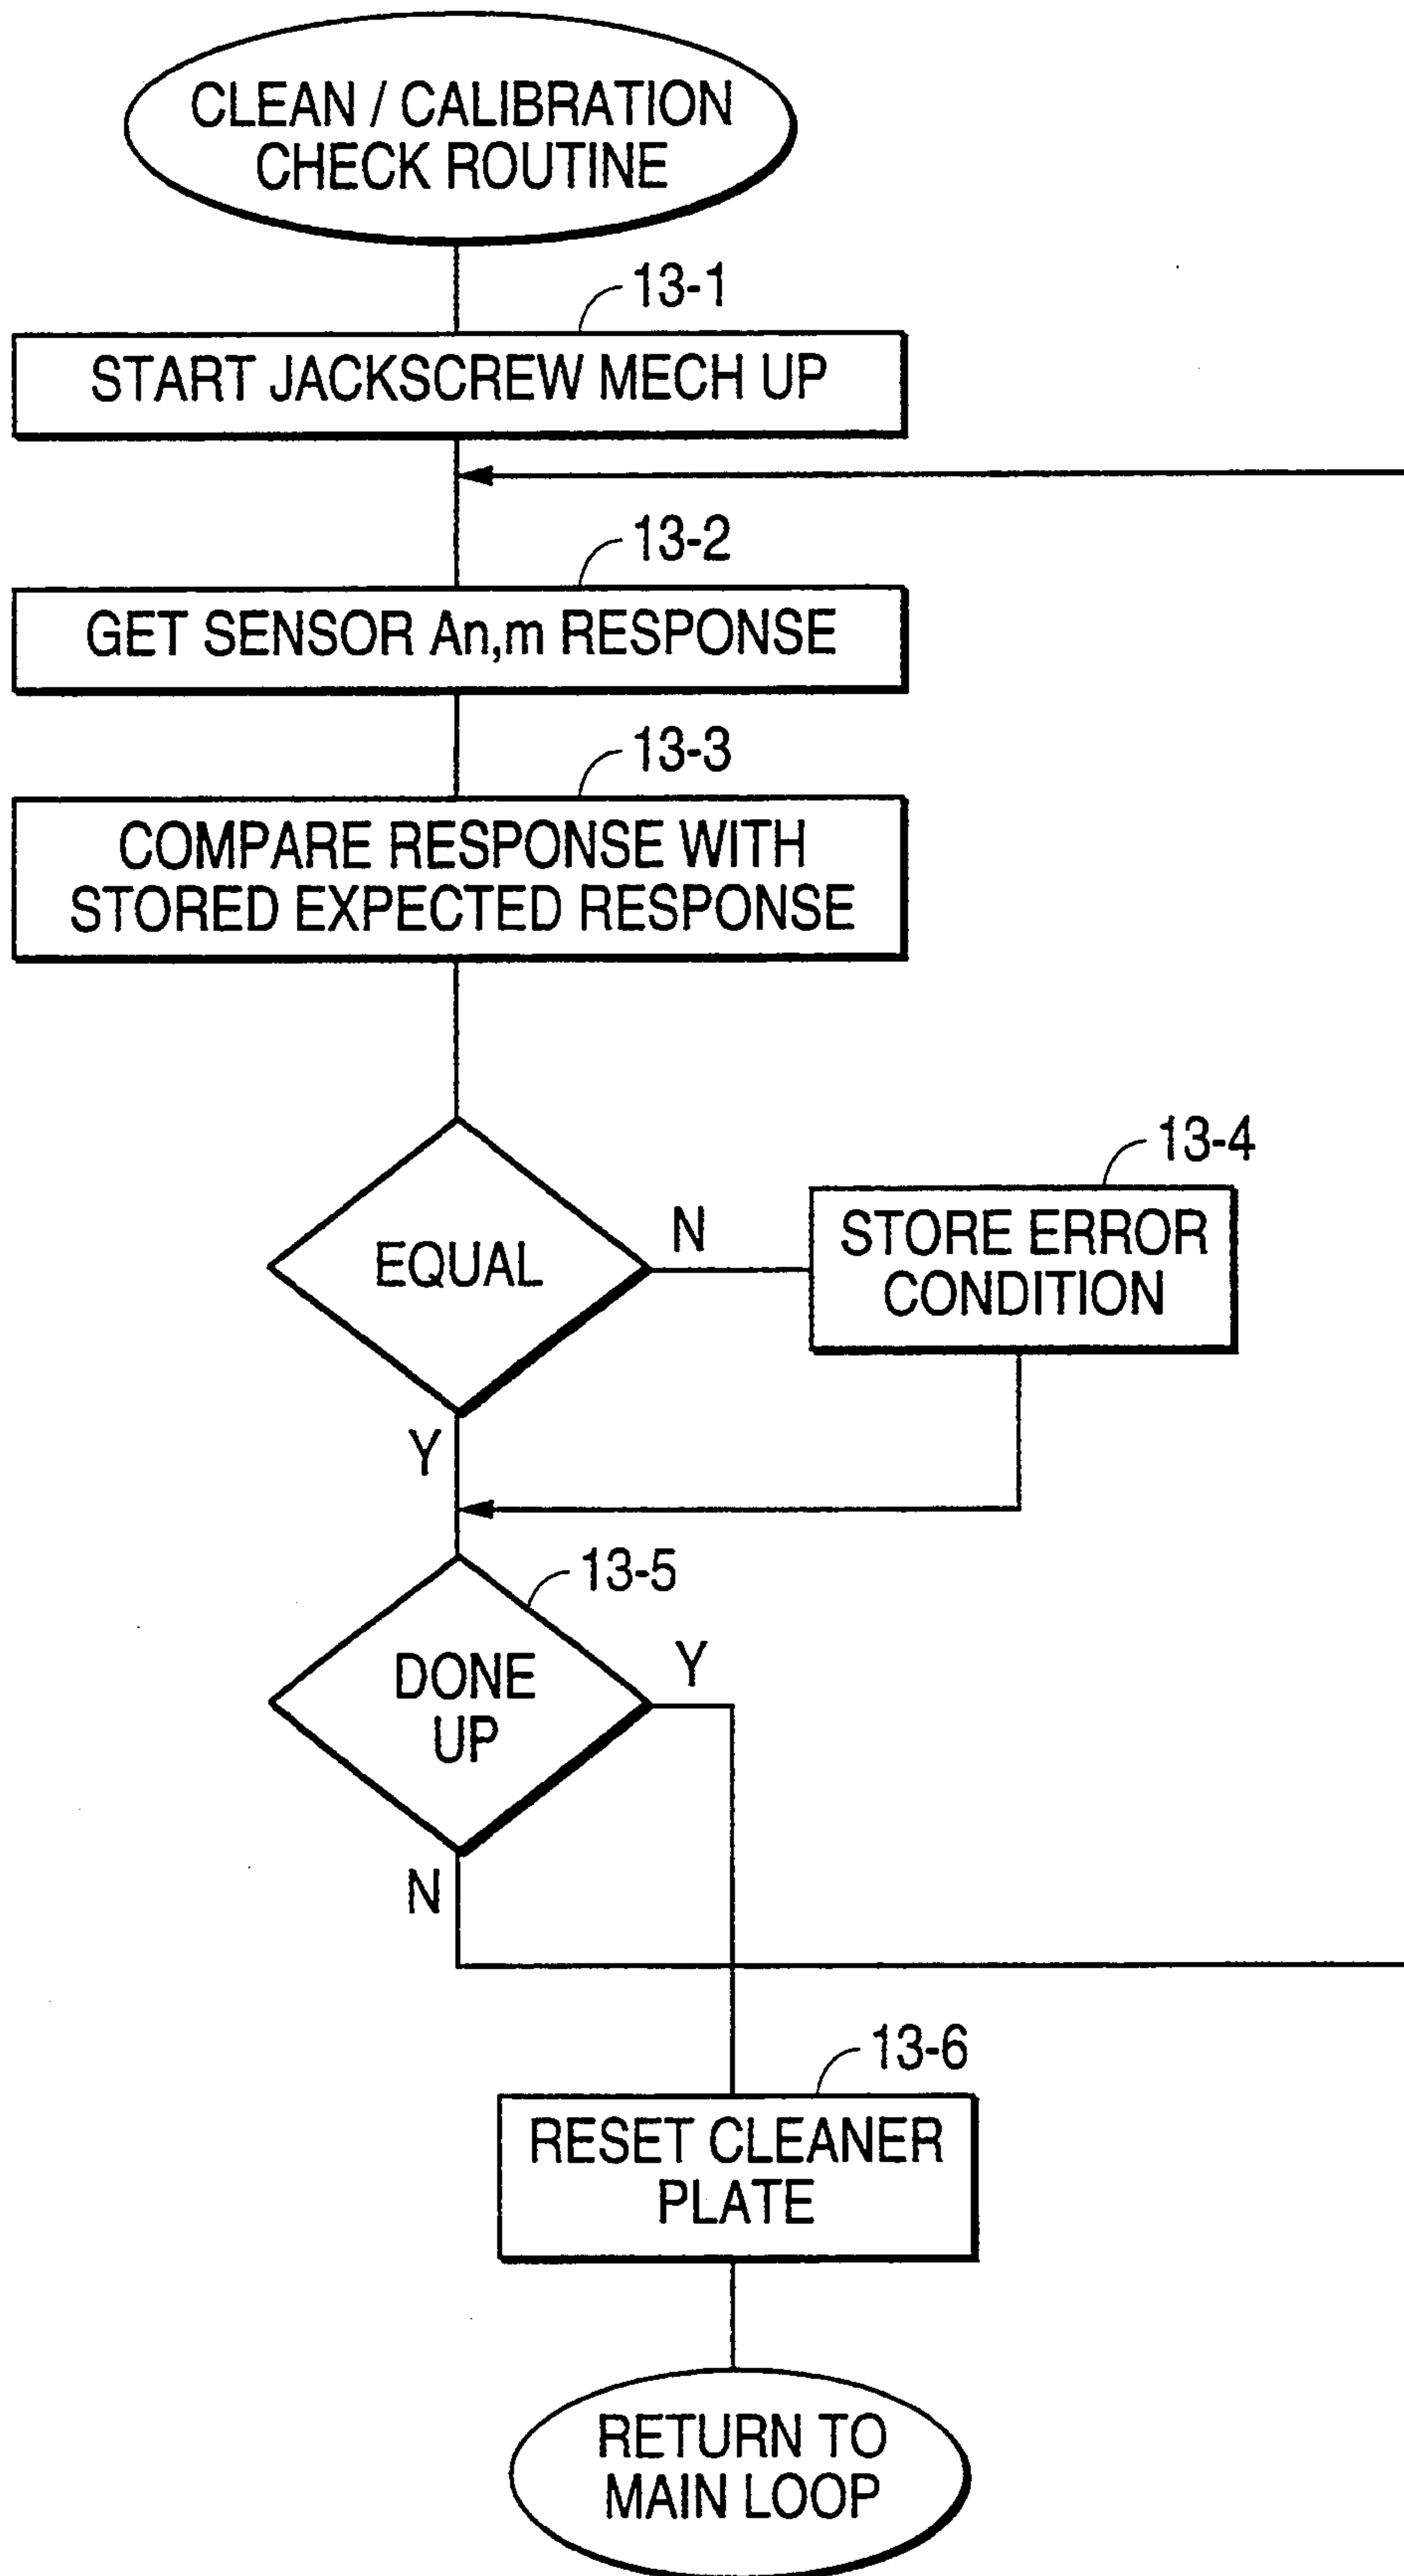 CLEAN / CALIBRATION
CHECK ROUTINE
13-1
START JACKSCREW MECH UP
13-2
GET SENSOR An,m RESPONSE
13-3
COMPARE RESPONSE WITH
STORED EXPECTED RESPONSE
13-4
EQUAL
N
STORE ERROR
CONDITION
Y
13-5
DONE
UP
Y
N
13-6
RESET CLEANER
PLATE
RETURN TO
MAIN LOOP